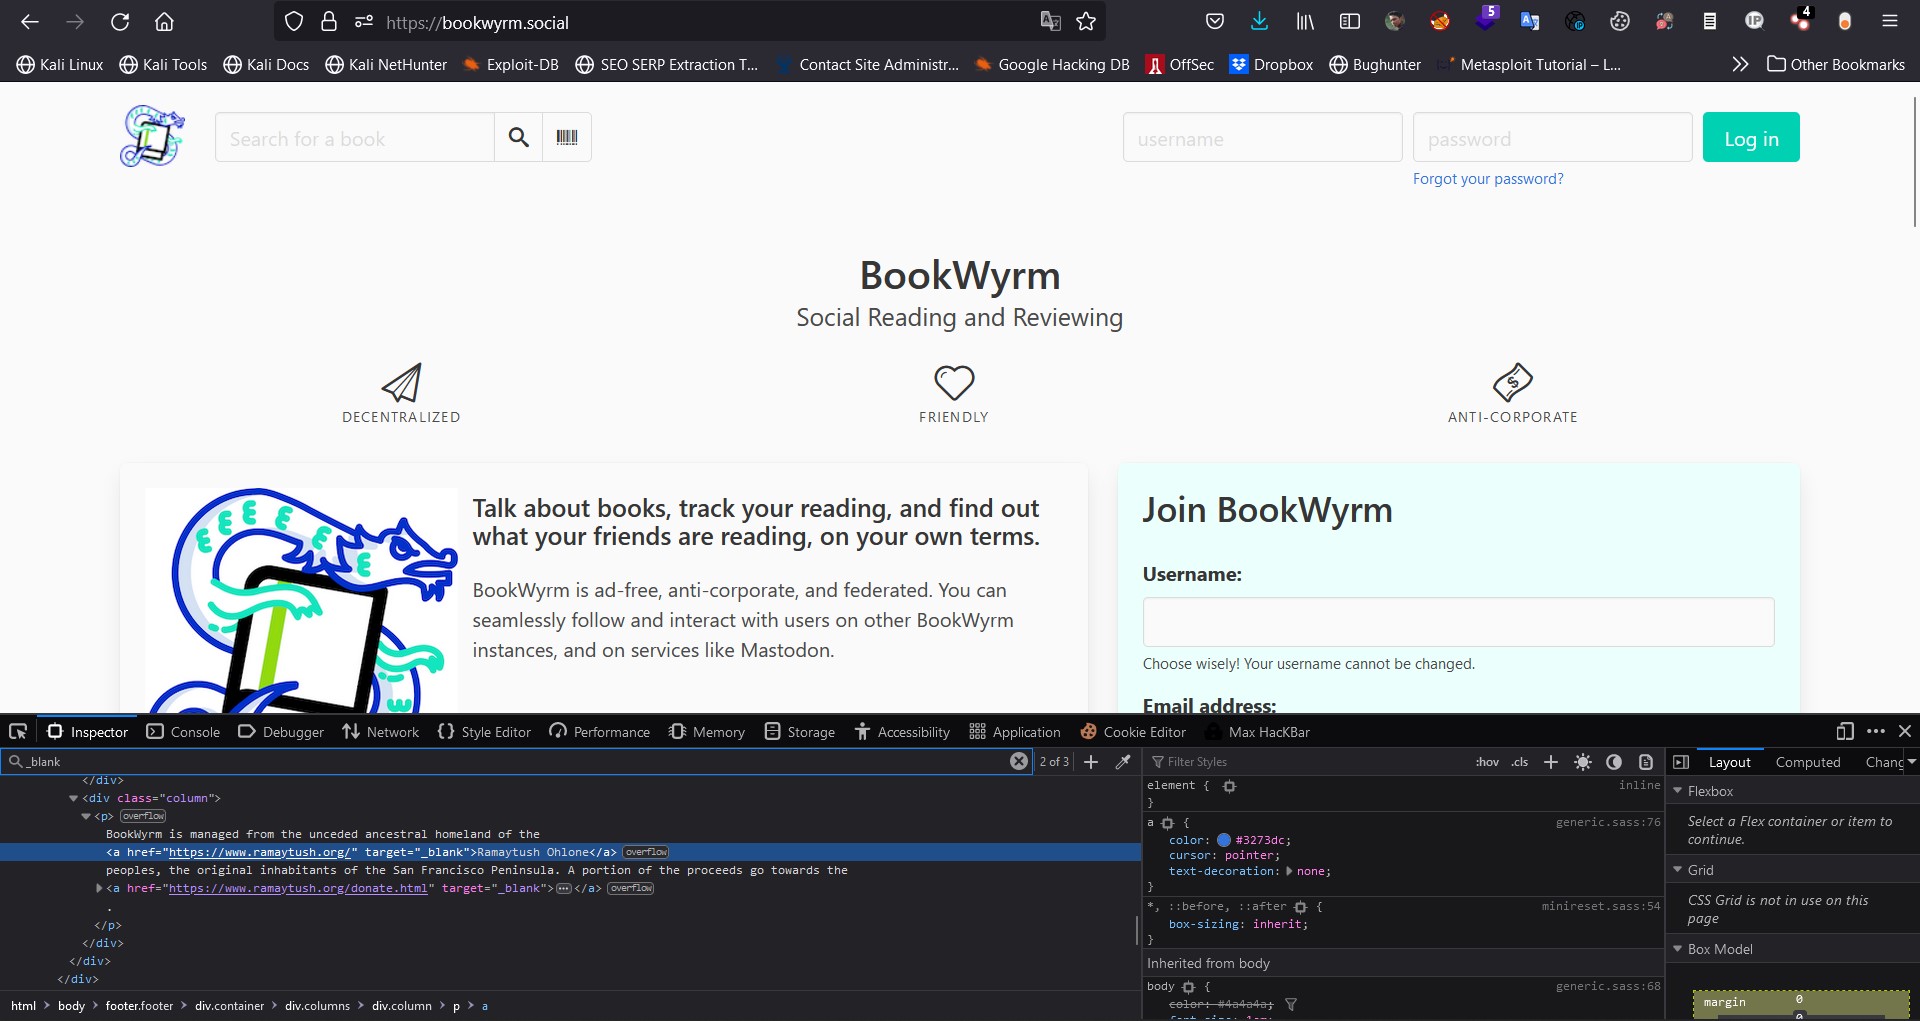 https://bookwyrm.social
5
4
Kali Linux Kali Tools Kali Docs Kali NetHunter Exploit-DB SEO SERP Extraction T... Contact Site Administr... Google Hacking DB OffSec Dropbox Bughunter Metasploit Tutorial – L... Other Bookmarks
Search for a book
username
password
Log in
Forgot your password?
BookWyrm
Social Reading and Reviewing
DECENTRALIZED
FRIENDLY
ANTI-CORPORATE
Talk about books, track your reading, and find out
what your friends are reading, on your own terms.
BookWyrm is ad-free, anti-corporate, and federated. You can
seamlessly follow and interact with users on other BookWyrm
instances, and on services like Mastodon.
Join BookWyrm
Username:
Choose wisely! Your username cannot be changed.
Email address:
Inspector Console Debugger Network Style Editor Performance Memory Storage Accessibility Application Cookie Editor Max HacKBar
_blank
2 of 3
</div>
<div class="column">
<p> overflow
BookWyrm is managed from the unceded ancestral homeland of the
<a href="https://www.ramaytush.org/" target="_blank">Ramaytush Ohlone</a> overflow
peoples, the original inhabitants of the San Francisco Peninsula. A portion of the proceeds go towards the
<a href="https://www.ramaytush.org/donate.html" target="_blank"></a> overflow
.
</p>
</div>
</div>
</div>
html body footer.footer div.container div.columns div.column p a
Filter Styles
:hov .cls
element { inline
}
a { generic.sass:76
color: #3273dc;
cursor: pointer;
text-decoration: none;
}
*, ::before, ::after { minireset.sass:54
box-sizing: inherit;
}
Inherited from body
body { generic.sass:68
color: #4a4a4a;
Layout Computed Chang
Flexbox
Select a Flex container or item to
continue.
Grid
CSS Grid is not in use on this
page
Box Model
margin 0
0